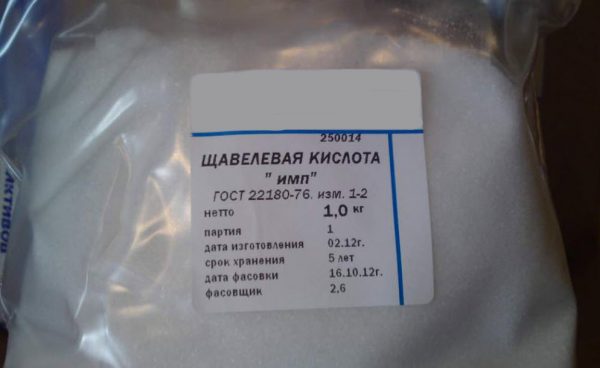 250014
ЩАВЕЛЕВАЯ КИСЛОТА
" имп"
ГОСТ 22180-76. изм. 1-2
нетто 1,0 кг
партия 1
дата изготовления 02.12г.
срок хранения 5 лет
дата фасовки 16.10.12г.
фасовщик 2,6
АКТИВОВ